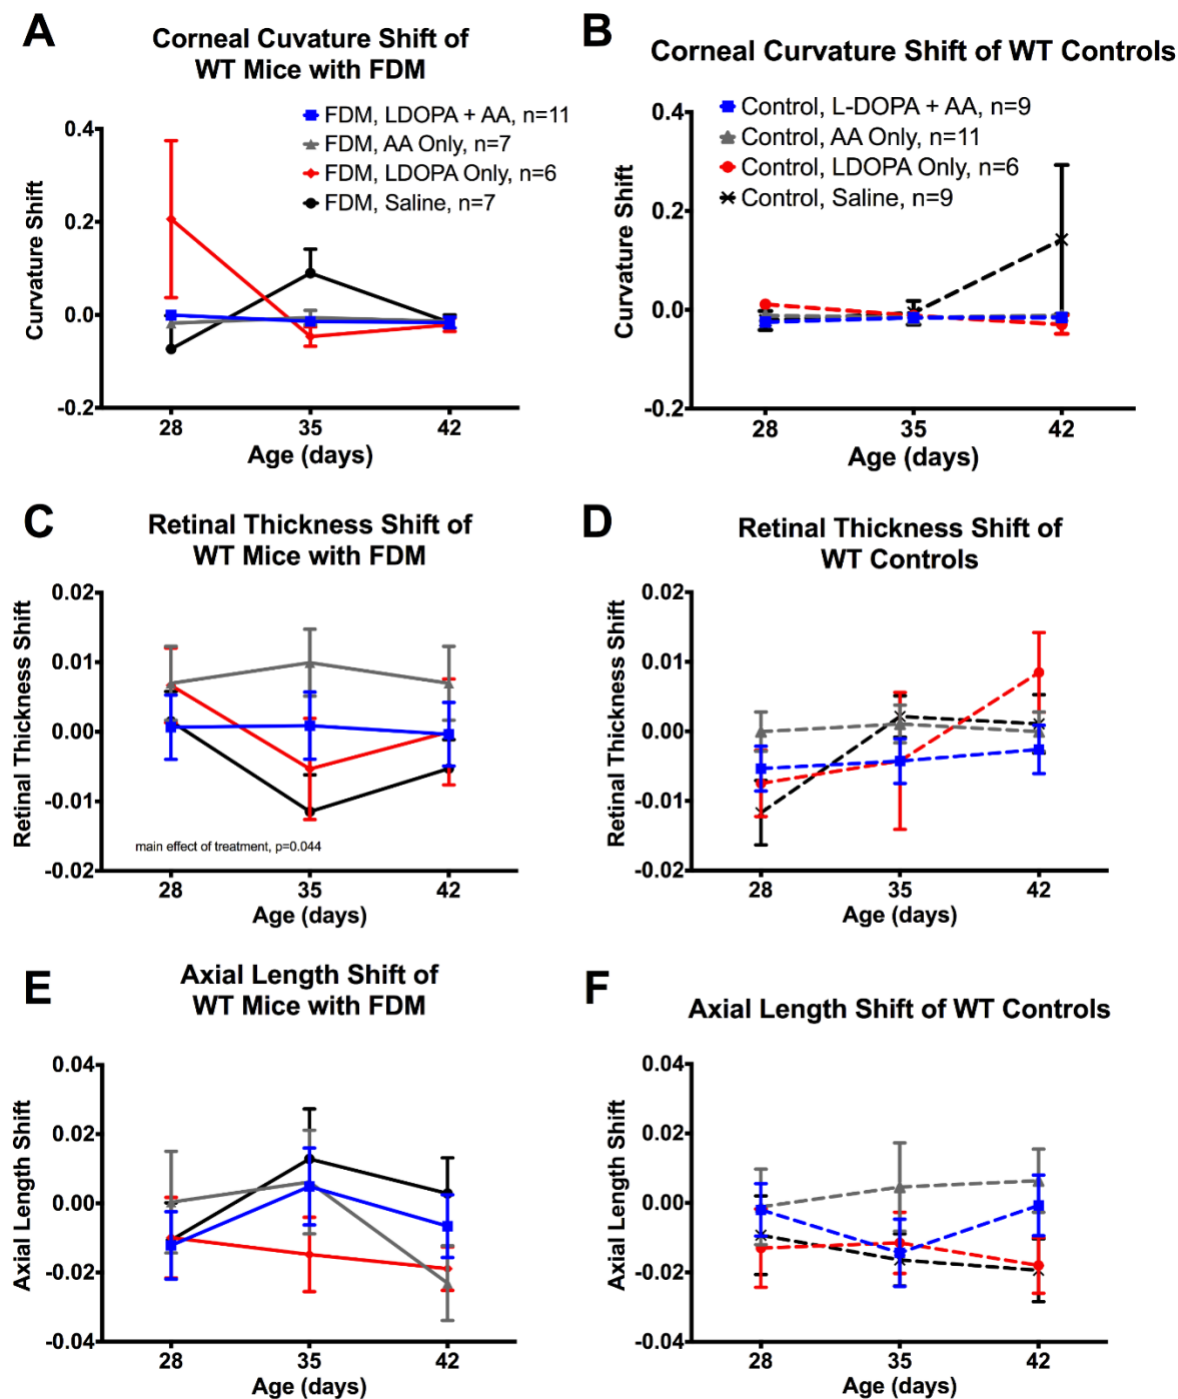 A
Corneal Cuvature Shift of
WT Mice with FDM
FDM, LDOPA + AA, n=11
FDM, AA Only, n=7
FDM, LDOPA Only, n=6
FDM, Saline, n=7
Curvature Shift
0.4
0.2
0.0
-0.2
28 35 42
Age (days)
B
Corneal Curvature Shift of WT Controls
Control, L-DOPA + AA, n=9
Control, AA Only, n=11
Control, LDOPA Only, n=6
Control, Saline, n=9
Curvature Shift
0.4
0.2
0.0
-0.2
28 35 42
Age (days)
C
Retinal Thickness Shift of
WT Mice with FDM
Retinal Thickness Shift
0.02
0.01
0.00
-0.01
-0.02
main effect of treatment, p=0.044
28 35 42
Age (days)
D
Retinal Thickness Shift of
WT Controls
Retinal Thickness Shift
0.02
0.01
0.00
-0.01
-0.02
28 35 42
Age (days)
E
Axial Length Shift of
WT Mice with FDM
Axial Length Shift
0.04
0.02
0.00
-0.02
-0.04
28 35 42
Age (days)
F
Axial Length Shift of WT Controls
Axial Length Shift
0.04
0.02
0.00
-0.02
-0.04
28 35 42
Age (days)